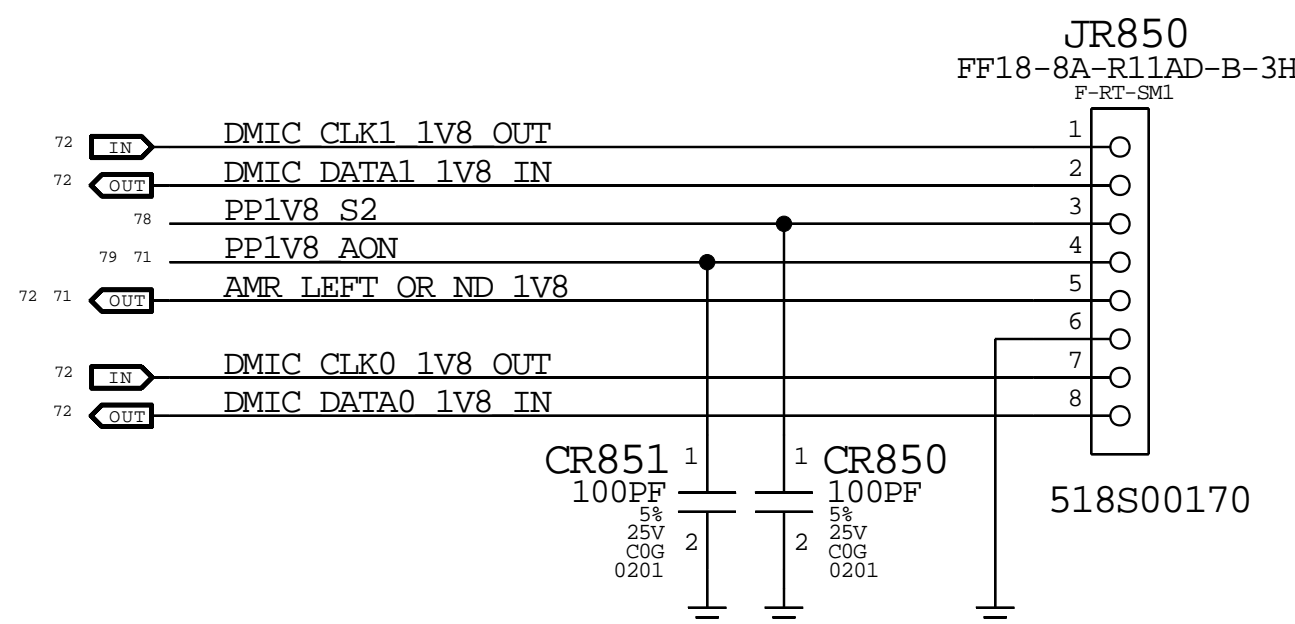 JR850
FF18-8A-R11AD-B-3H
F-RT-SM1
72 IN DMIC_CLK1_1V8_OUT 1
72 OUT DMIC_DATA1_1V8_IN 2
78 PP1V8_S2 3
79 71 PP1V8_AON 4
72 71 OUT AMR_LEFT_OR_ND_1V8 5
6
72 IN DMIC_CLK0_1V8_OUT 7
72 OUT DMIC_DATA0_1V8_IN 8
CR851 1
100PF
5%
25V
C0G
0201
2
1 CR850
100PF
5%
25V
C0G
0201
2
518S00170